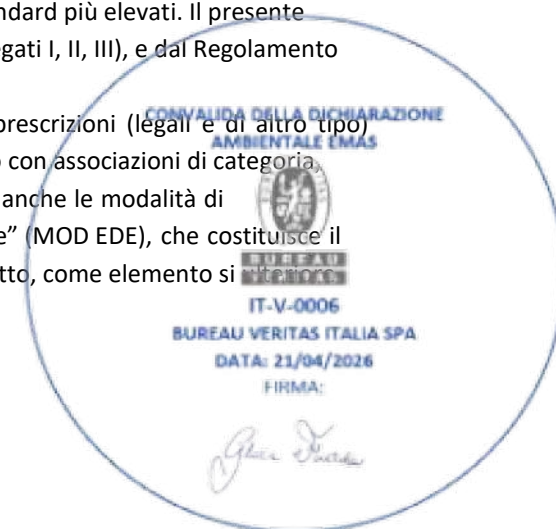 ndard più elevati. Il presente
egati I, II, III), e dal Regolamento
prescrizioni (legali e di altro tipo)
o con associazioni di categoria,
anche le modalità di
e” (MOD EDE), che costituisce il
tto, come elemento si ulteriore
CONVALIDA DELLA DICHIARAZIONE
AMBIENTALE EMAS
BUREAU
VERITAS
IT-V-0006
BUREAU VERITAS ITALIA SPA
DATA: 21/04/2026
FIRMA: